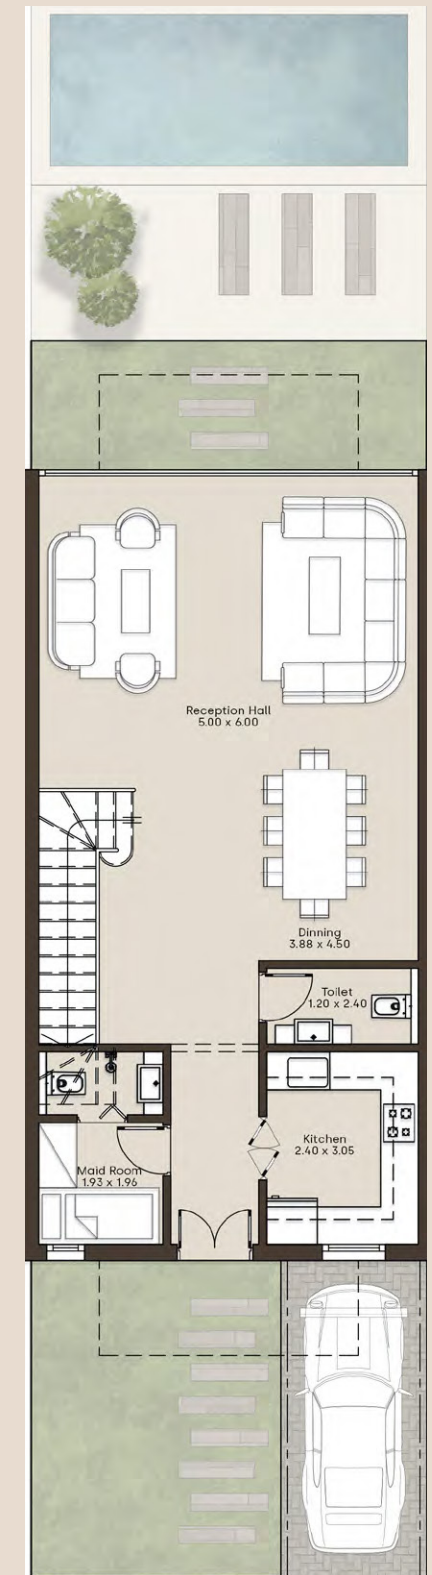 Reception Hall
5.00 x 6.00
Dinning
3.88 x 4.50
Toilet
1.20 x 2.40
Kitchen
2.40 x 3.05
Maid Room
1.93 x 1.96